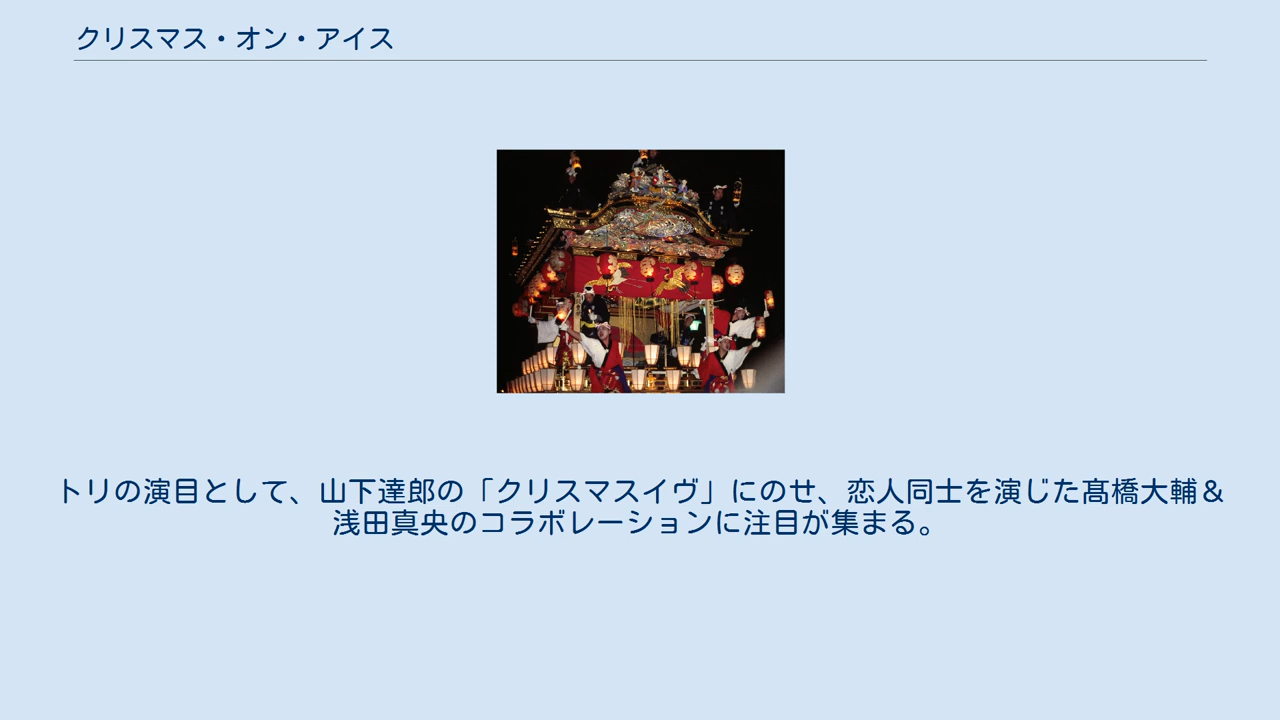 クリスマス・オン・アイス
トリの演目として、山下達郎の「クリスマスイヴ」にのせ、恋人同士を演じた髙橋大輔＆
浅田真央のコラボレーションに注目が集まる。